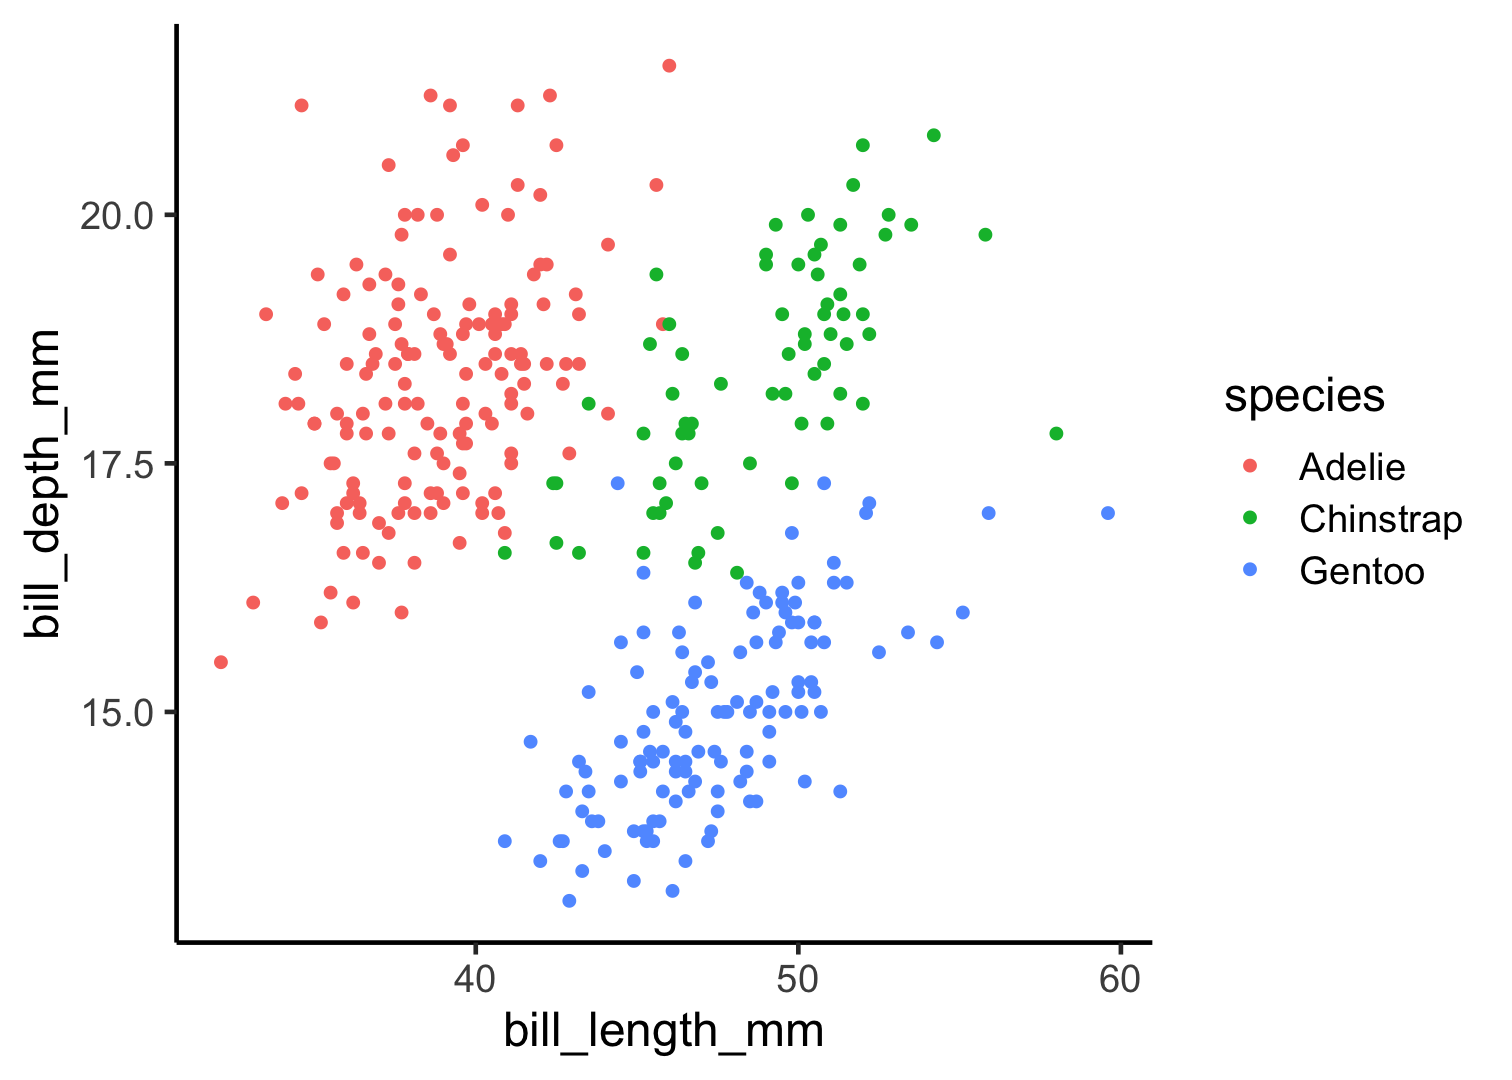 bill_depth_mm
20.0
17.5
15.0
40 50 60
bill_length_mm
species
Adelie
Chinstrap
Gentoo